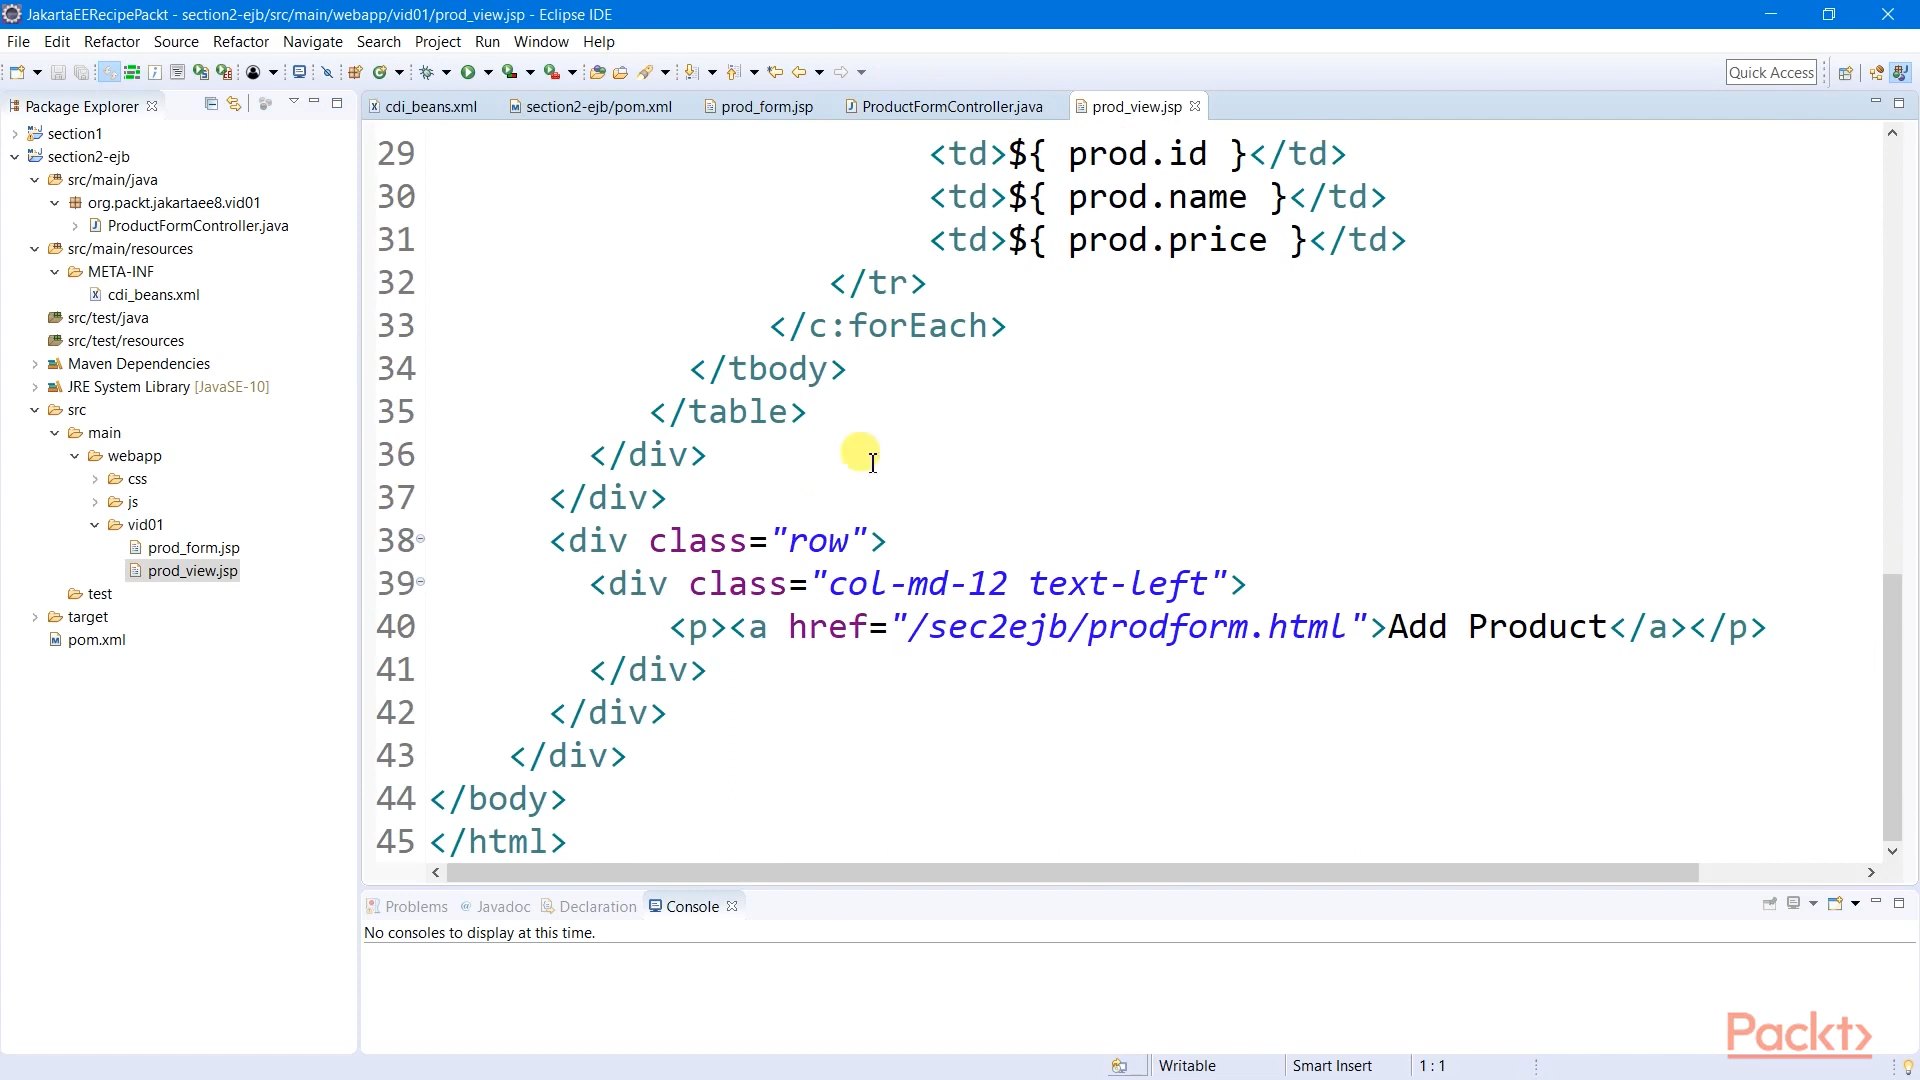 JakartaEERecipePackt - section2-ejb/src/main/webapp/vid01/prod_view.jsp - Eclipse IDE
File Edit Refactor Source Refactor Navigate Search Project Run Window Help
Quick Access
Package Explorer
section1
section2-ejb
src/main/java
org.packt.jakartaee8.vid01
ProductFormController.java
src/main/resources
META-INF
cdi_beans.xml
src/test/java
src/test/resources
Maven Dependencies
JRE System Library [JavaSE-10]
src
main
webapp
css
js
vid01
prod_form.jsp
prod_view.jsp
test
target
pom.xml
cdi_beans.xml section2-ejb/pom.xml prod_form.jsp ProductFormController.java prod_view.jsp
29 <td>${ prod.id }</td>
30 <td>${ prod.name }</td>
31 <td>${ prod.price }</td>
32 </tr>
33 </c:forEach>
34 </tbody>
35 </table>
36 </div>
37 </div>
38 <div class="row">
39 <div class="col-md-12 text-left">
40 <p><a href="/sec2ejb/prodform.html">Add Product</a></p>
41 </div>
42 </div>
43 </div>
44 </body>
45 </html>
Problems @ Javadoc Declaration Console
No consoles to display at this time.
Packt>
Writable Smart Insert 1 : 1